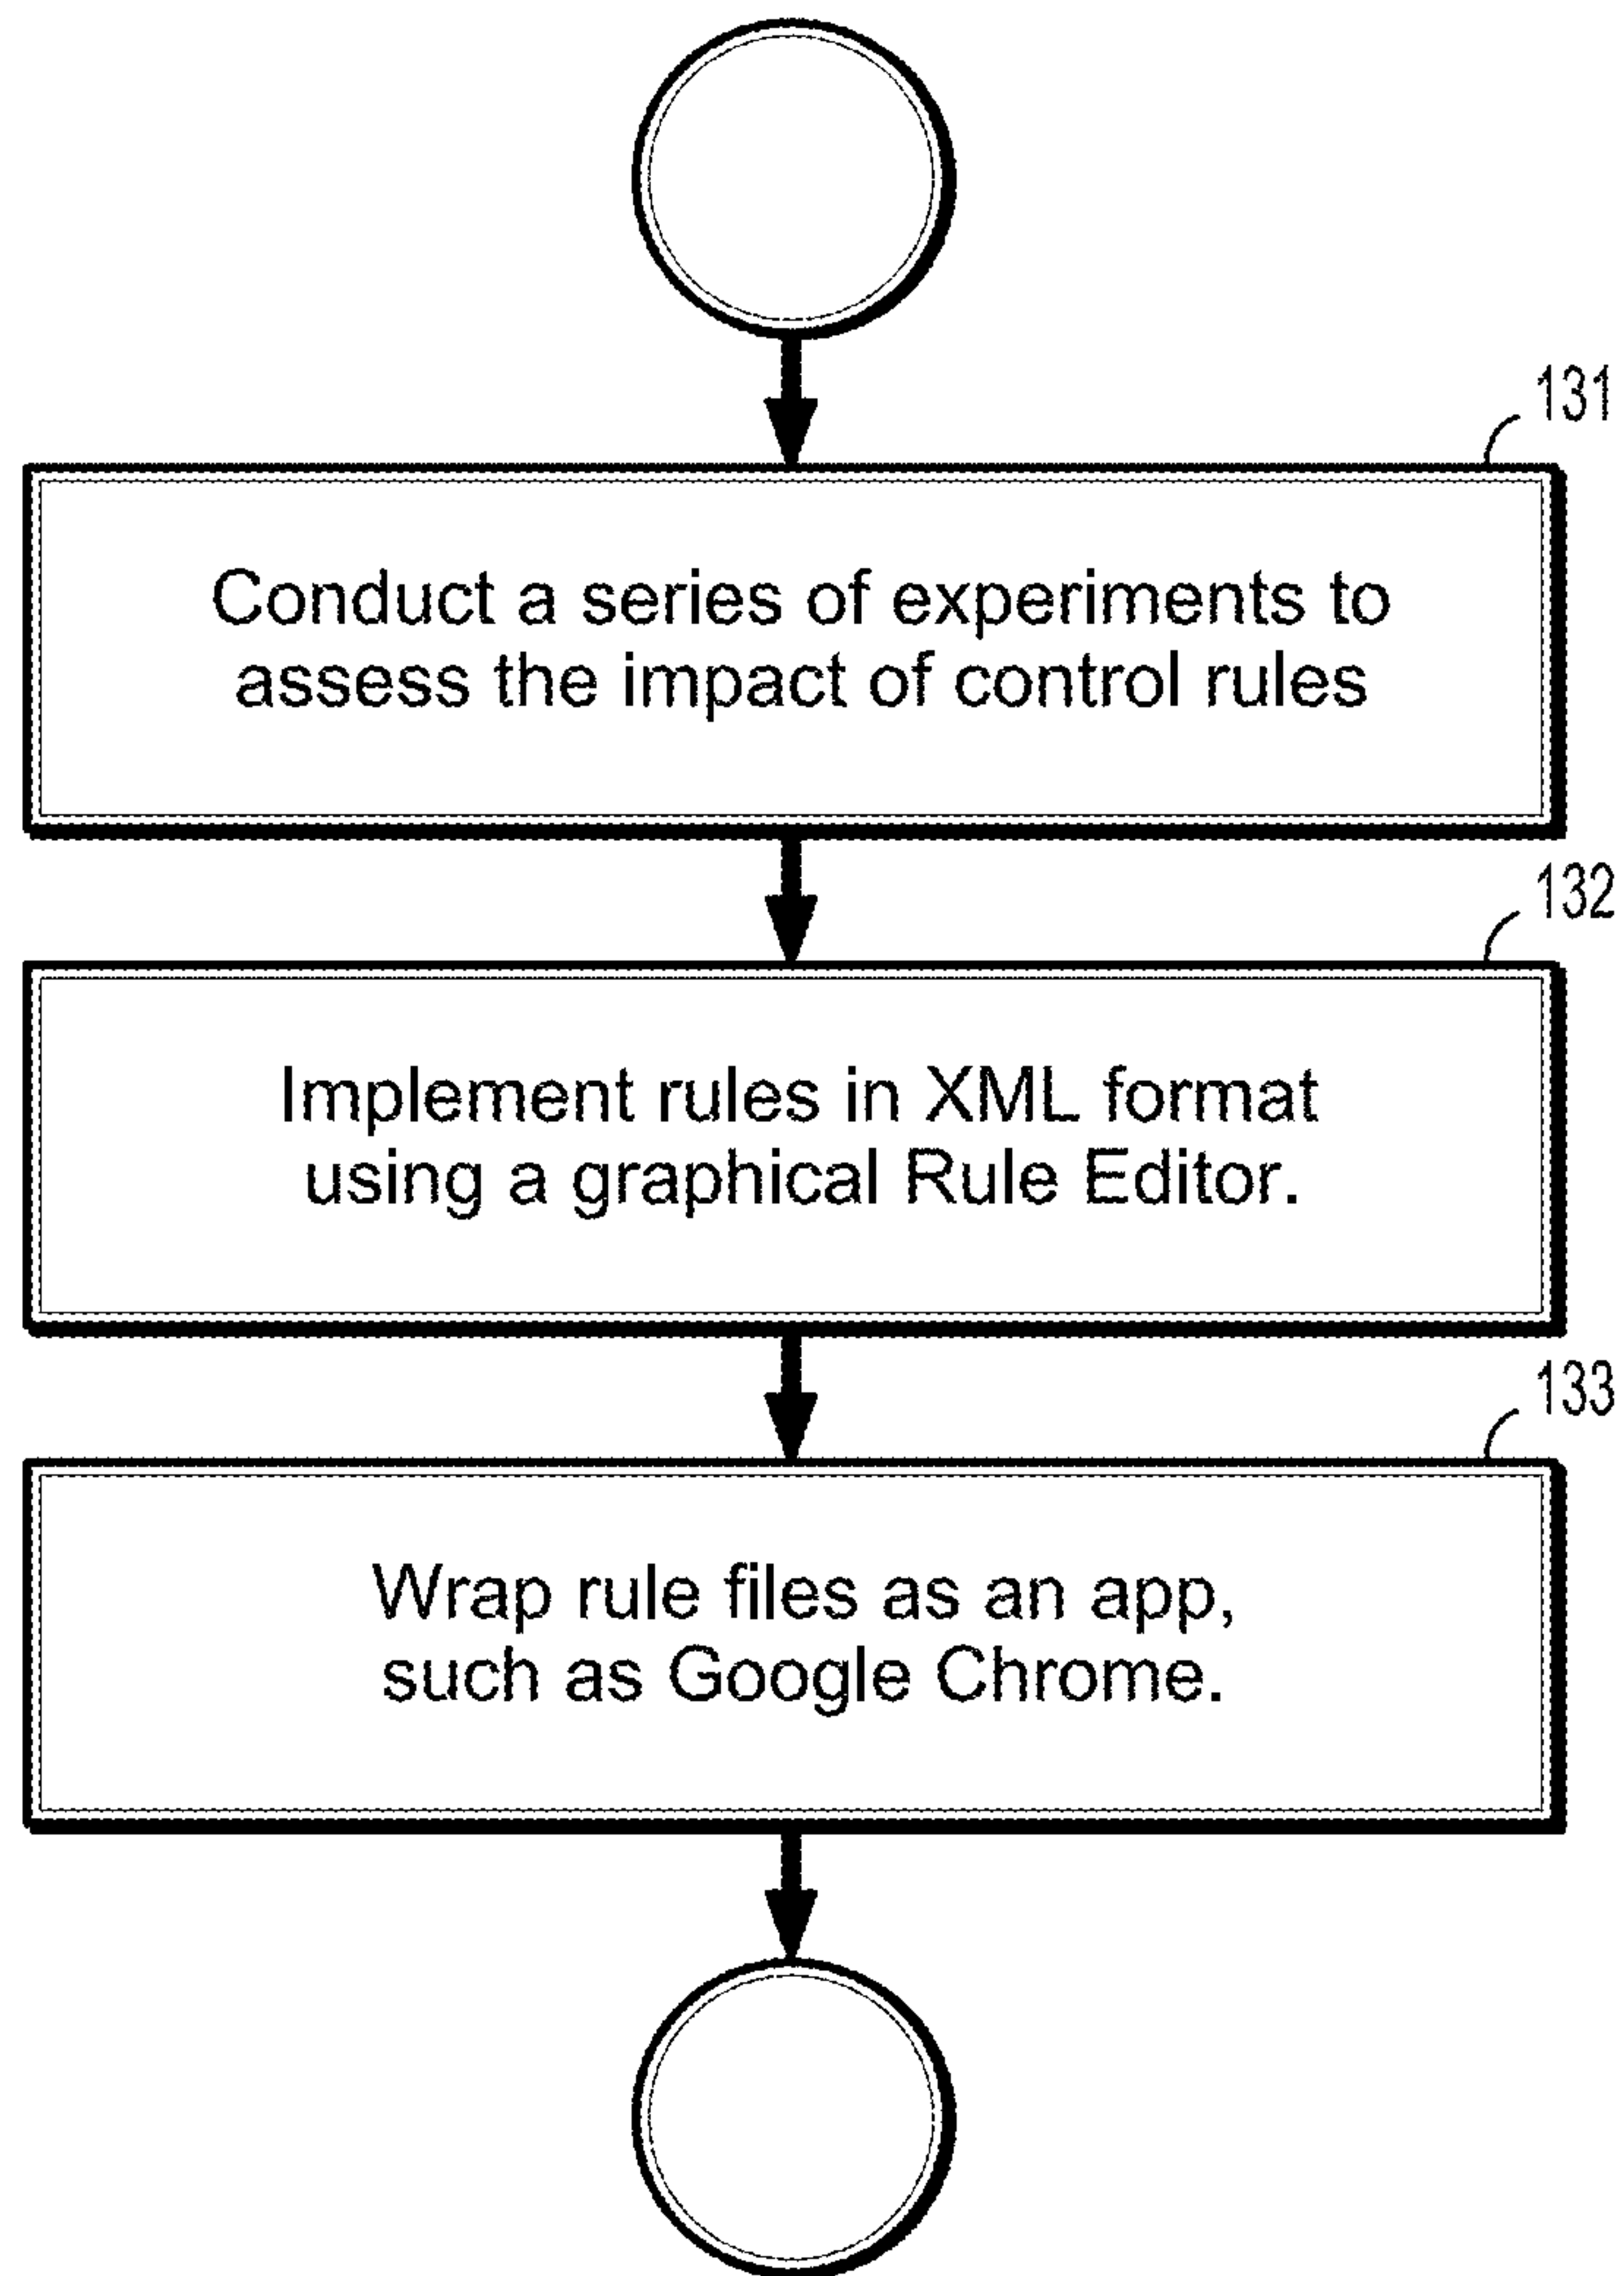 131
Conduct a series of experiments to
assess the impact of control rules
132
Implement rules in XML format
using a graphical Rule Editor.
133
Wrap rule files as an app,
such as Google Chrome.